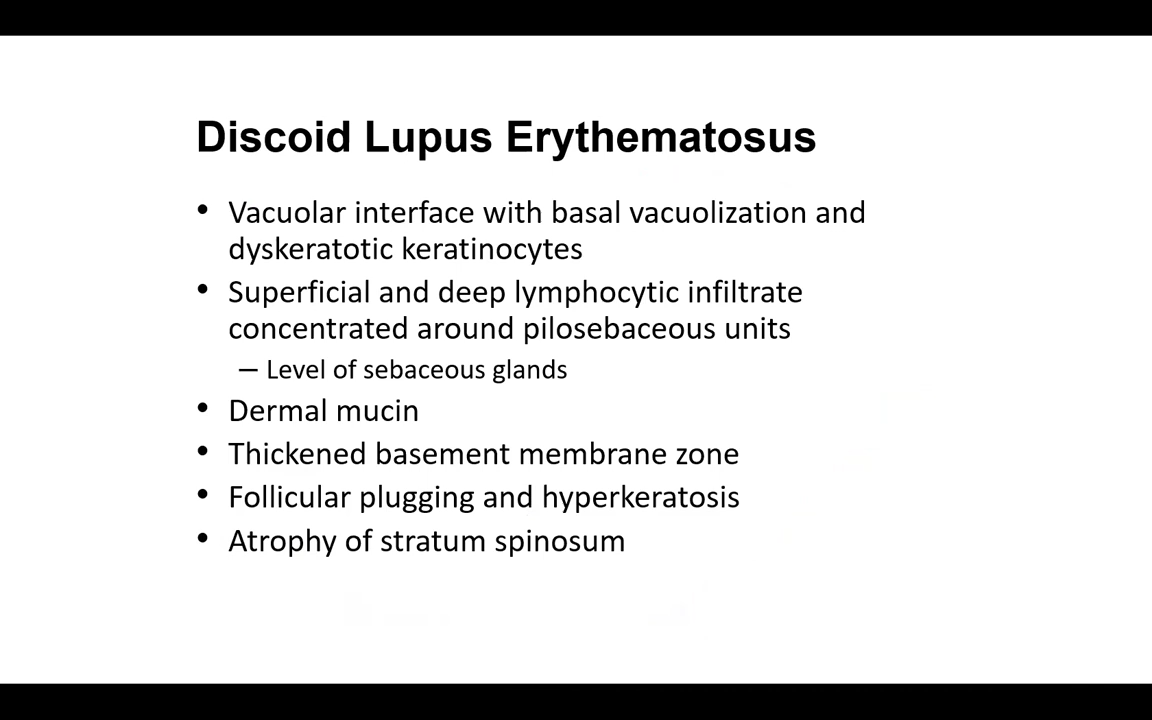 Discoid Lupus Erythematosus
• Vacuolar interface with basal vacuolization and
dyskeratotic keratinocytes
• Superficial and deep lymphocytic infiltrate
concentrated around pilosebaceous units
– Level of sebaceous glands
• Dermal mucin
• Thickened basement membrane zone
• Follicular plugging and hyperkeratosis
• Atrophy of stratum spinosum